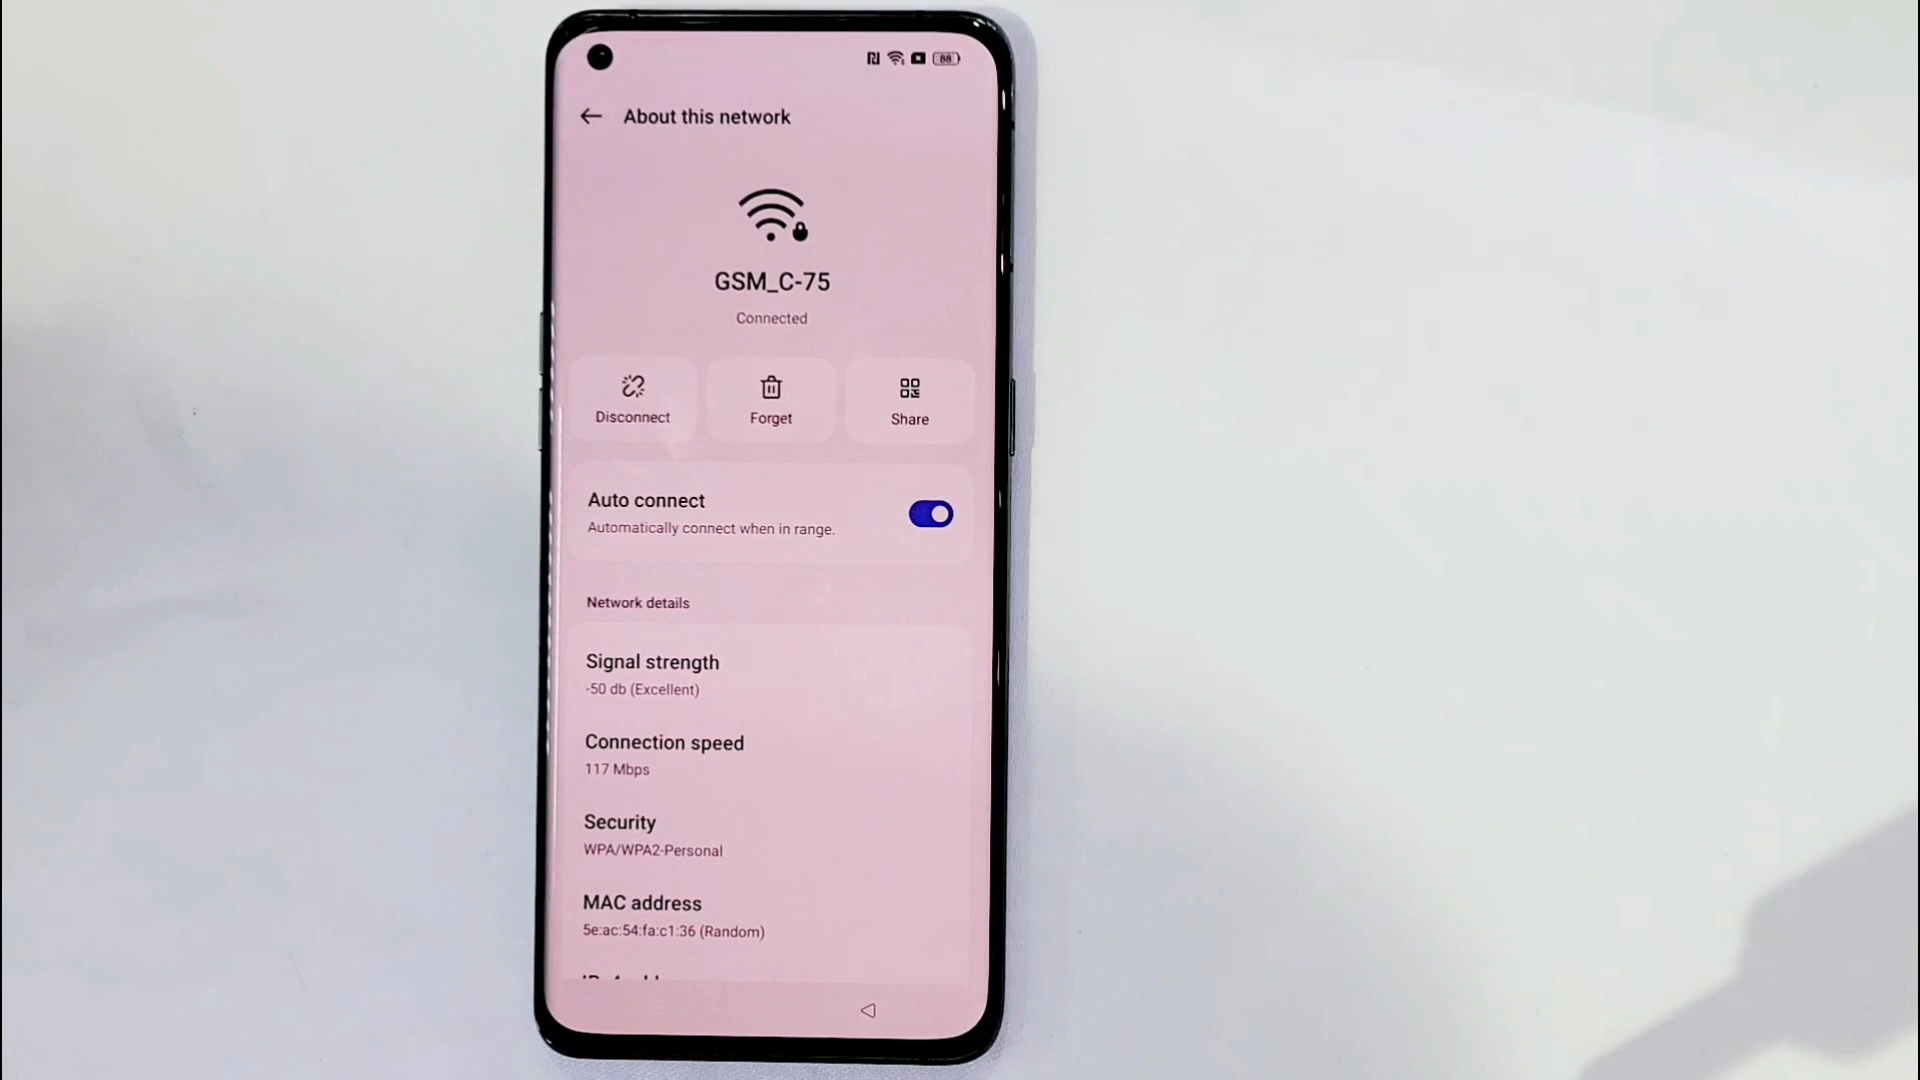 88
About this network
GSM_C-75
Connected
Disconnect
Forget
Share
Auto connect
Automatically connect when in range.
Network details
Signal strength
-50 db (Excellent)
Connection speed
117 Mbps
Security
WPA/WPA2-Personal
MAC address
5e:ac:54:fa:c1:36 (Random)